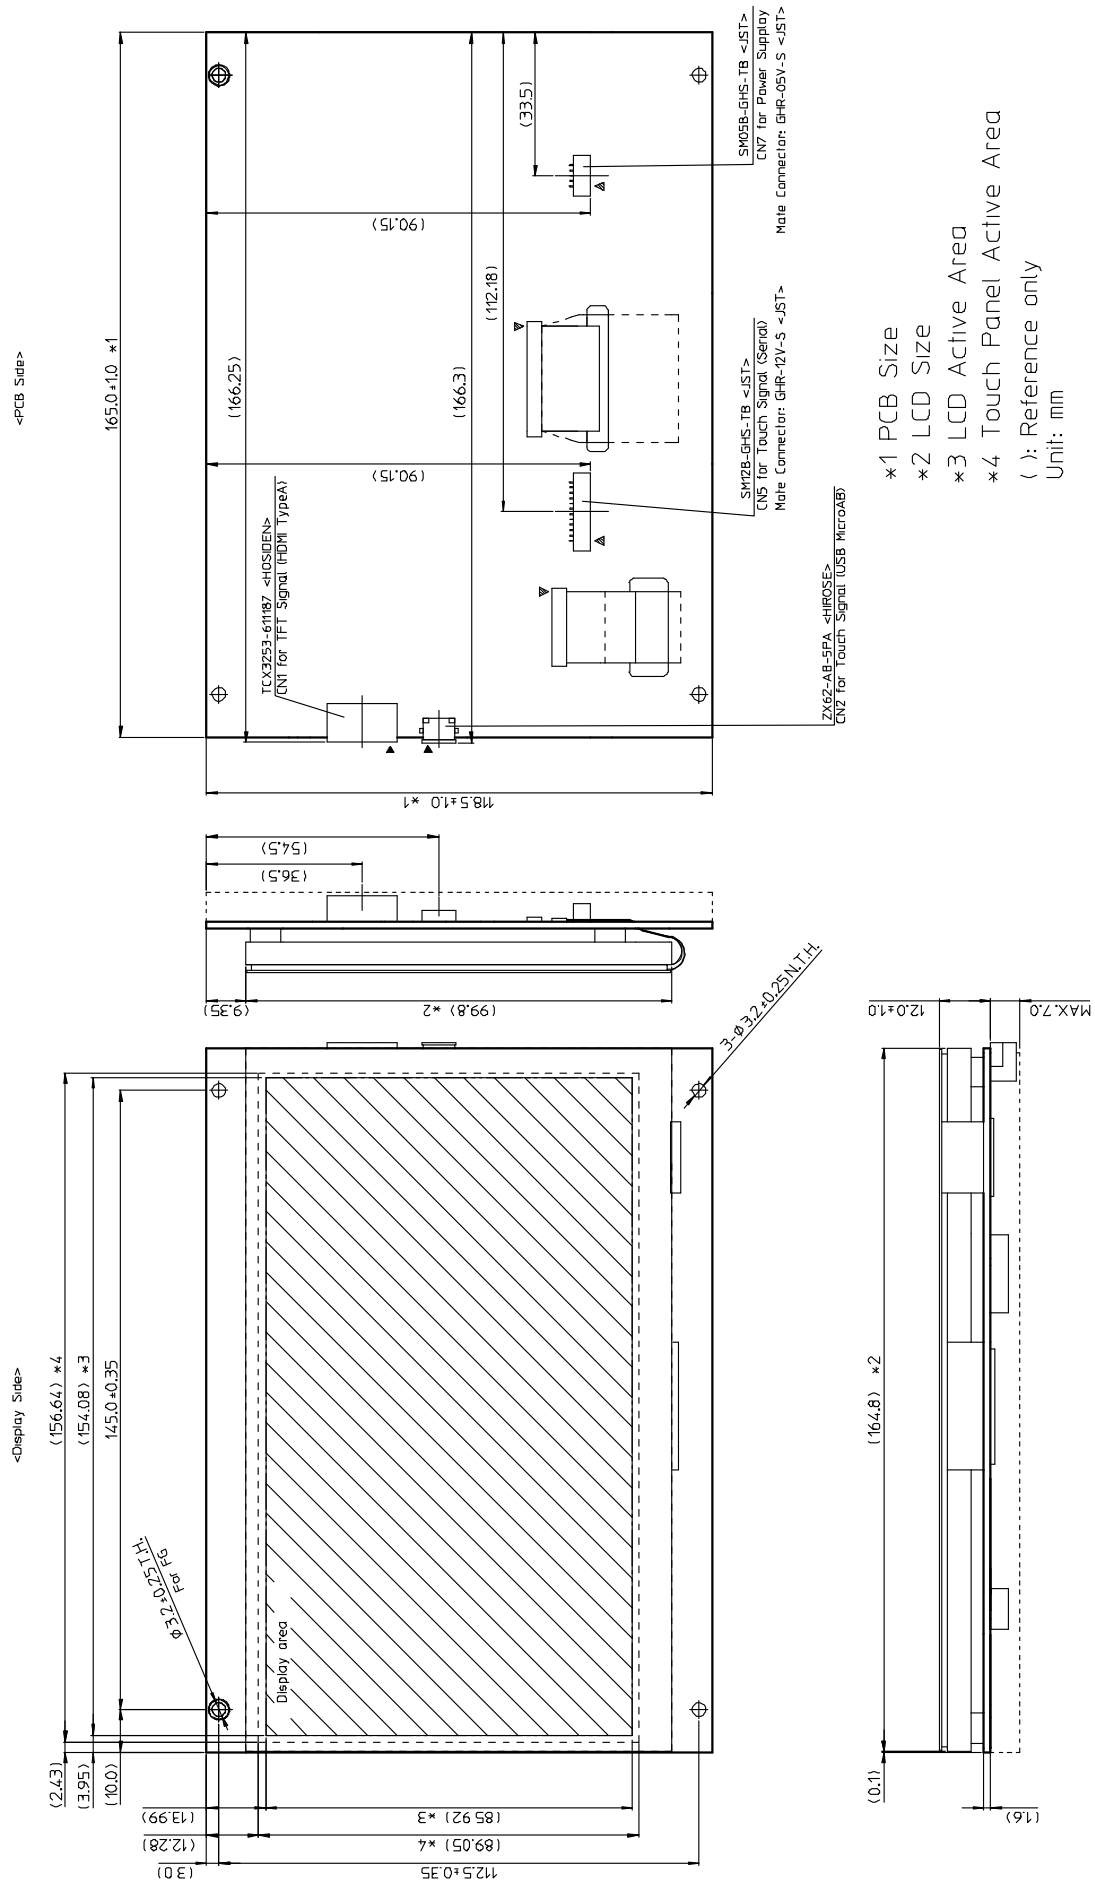 <Display Side>
(2.43)
(156.64) *4
(3.95)
(154.08) *3
(10.0)
145.0±0.35
φ3.2±0.25T.H.
For FG
Display area
(3.0)
112.5±0.35
(12.28)
(89.05) *4
(13.99)
(85.92) *3
3-φ3.2±0.25N.T.H.
(9.35)
(99.8) *2
(36.5)
(54.5)
<PCB Side>
165.0±1.0 *1
(166.25)
(166.3)
118.5±1.0 *1
(90.15)
(90.15)
(112.18)
(33.5)
TCX3253-611187 <HOSIDEN>
CN1 for TFT Signal (HDMI TypeA)
ZX62-AB-5PA <HIROSE>
CN2 for Touch Signal (USB MicroAB)
SM12B-GHS-TB <JST>
CN5 for Touch Signal (Serial)
Mate Connector: GHR-12V-S <JST>
SM05B-GHS-TB <JST>
CN7 for Power Supplay
Mate Connector: GHR-05V-S <JST>
(0.1)
(164.8) *2
(1.6)
12.0±1.0
MAX.7.0
*1 PCB Size
*2 LCD Size
*3 LCD Active Area
*4 Touch Panel Active Area
( ): Reference only
Unit: mm